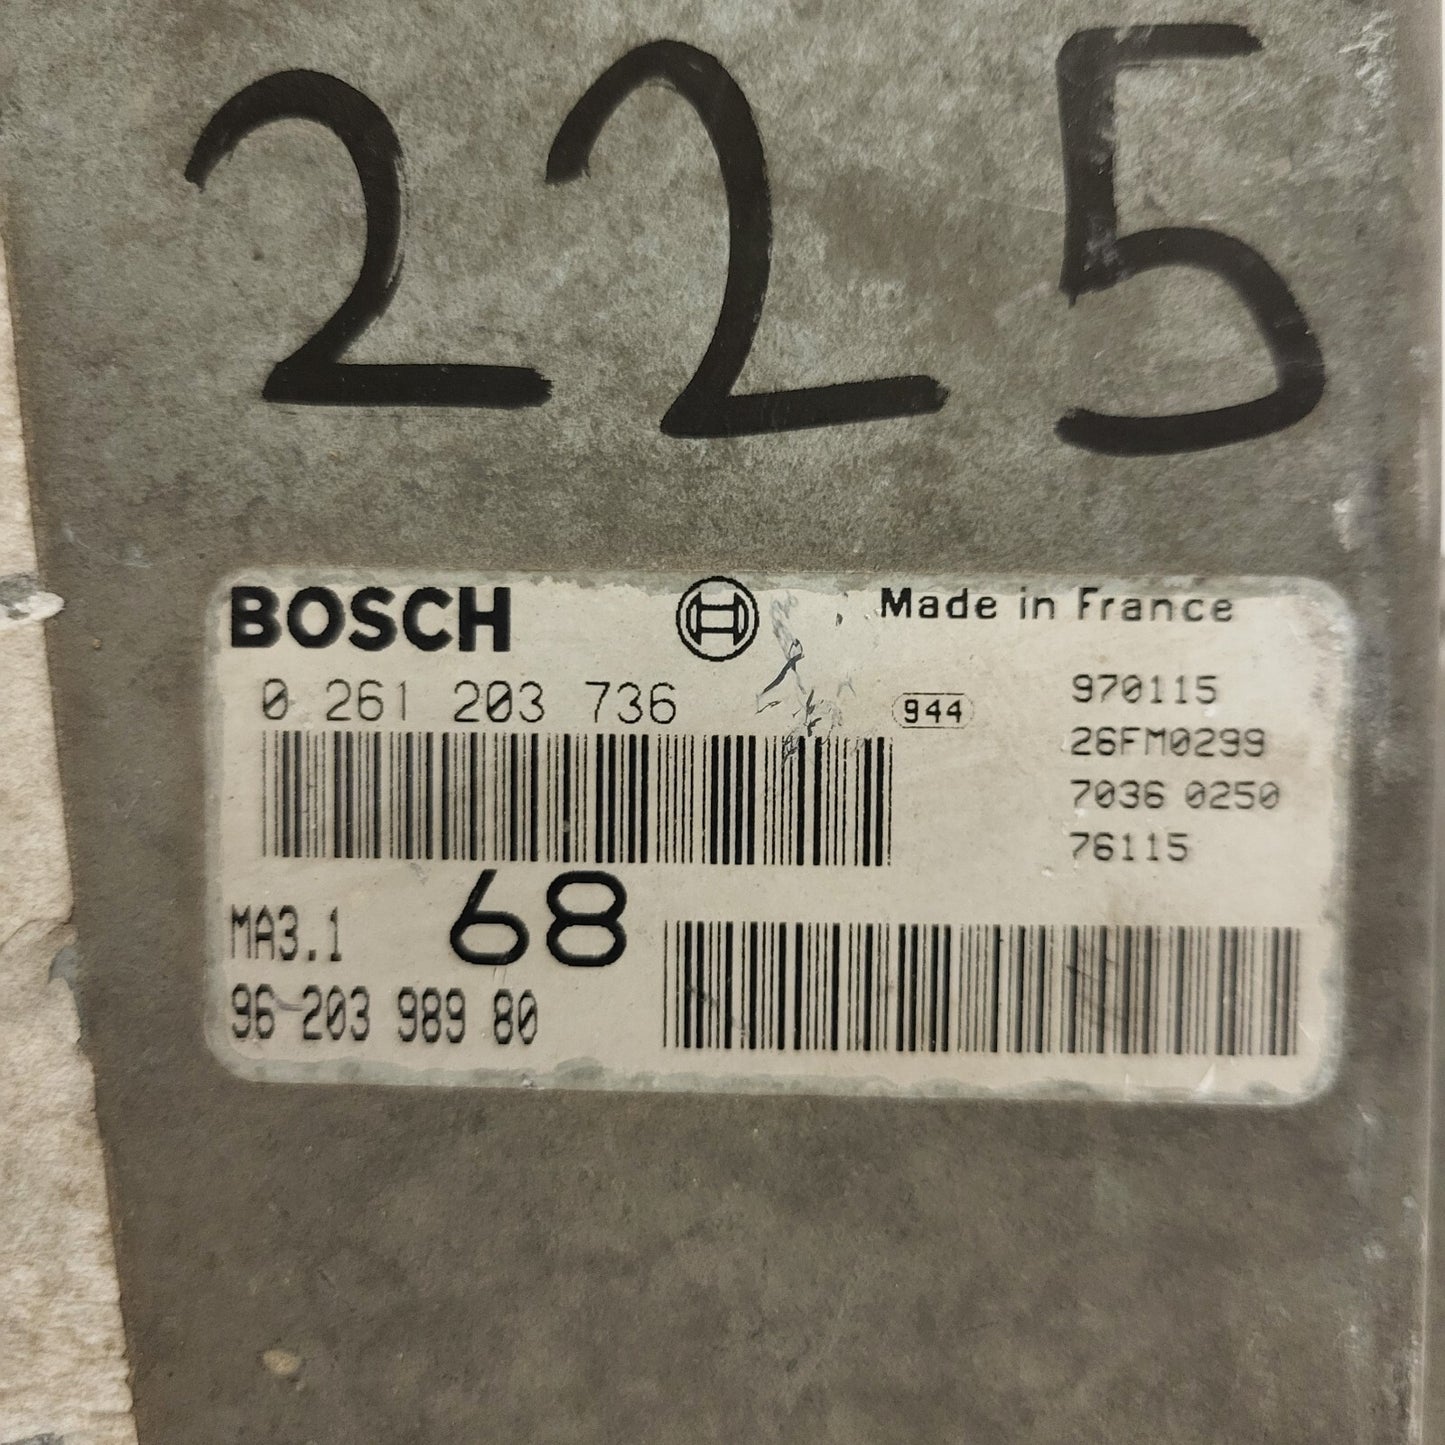 225
BOSCH Made in France
0 261 203 736 944 970115
26FM0299
7036 0250
76115
MA3.1 68
96 203 989 80